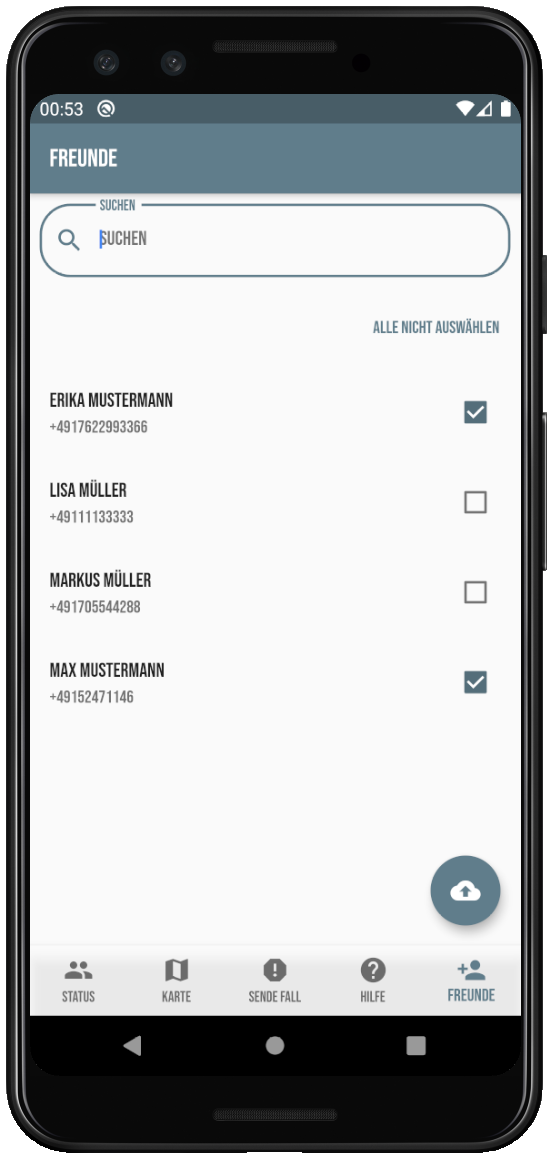 00:53
FREUNDE
SUCHEN
SUCHEN
ALLE NICHT AUSWÄHLEN
ERIKA MUSTERMANN
+4917622993366
LISA MÜLLER
+49111133333
MARKUS MÜLLER
+491705544288
MAX MUSTERMANN
+49152471146
STATUS
KARTE
SENDE FALL
HILFE
FREUNDE